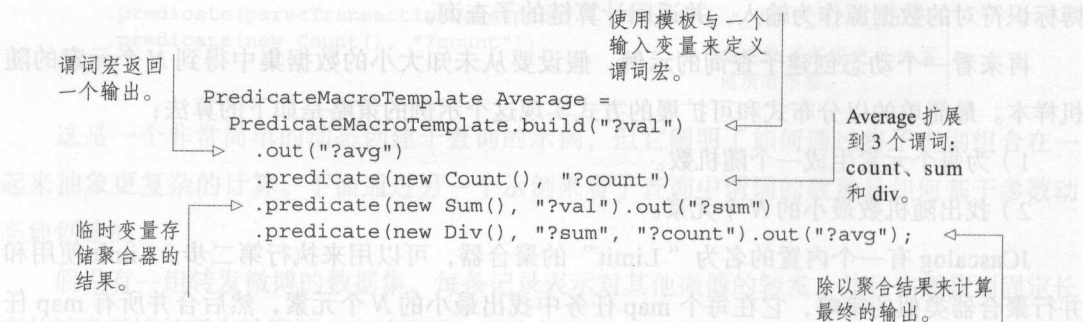 使用模板与一个
输入变量来定义
谓词宏。
谓词宏返回
一个输出。
PredicateMacroTemplate Average =
PredicateMacroTemplate.build("?val")
.out("?avg")
.predicate(new Count(), "?count")
.predicate(new Sum(), "?val").out("?sum")
.predicate(new Div(), "?sum", "?count").out("?avg");
Average 扩展
到 3 个谓词:
count、sum
和 div。
临时变量存
储聚合器的
结果。
除以聚合结果来计算
最终的输出。